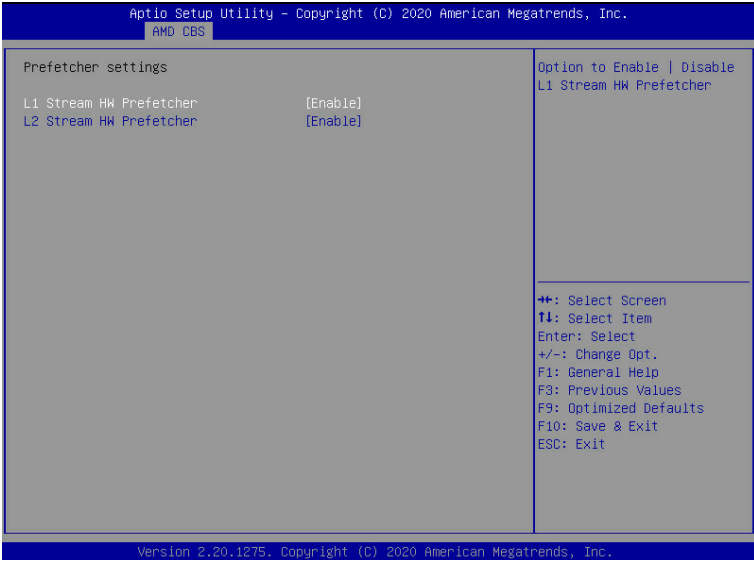 Aptio Setup Utility – Copyright (C) 2020 American Megatrends, Inc.
AMD CBS
Prefetcher settings
L1 Stream HW Prefetcher [Enable]
L2 Stream HW Prefetcher [Enable]
Option to Enable | Disable
L1 Stream HW Prefetcher
→←: Select Screen
↑↓: Select Item
Enter: Select
+/-: Change Opt.
F1: General Help
F3: Previous Values
F9: Optimized Defaults
F10: Save & Exit
ESC: Exit
Version 2.20.1275. Copyright (C) 2020 American Megatrends, Inc.